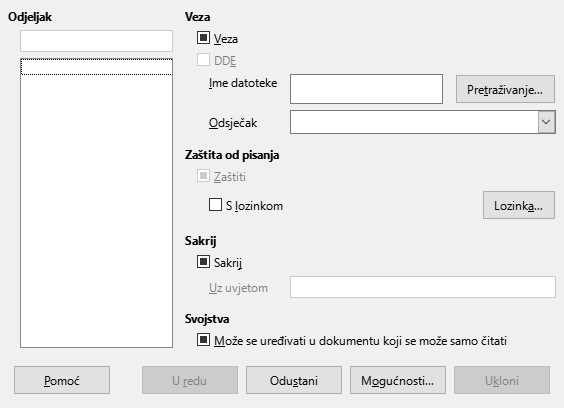 Odjeljak
Veza
Veza
DDE
Ime datoteke
Pretraživanje...
Odsječak
Zaštita od pisanja
Zaštiti
S lozinkom
Lozinka...
Sakrij
Sakrij
Uz uvjetom
Svojstva
Može se uređivati u dokumentu koji se može samo čitati
Pomoć
U redu
Odustani
Mogućnosti...
Ukloni